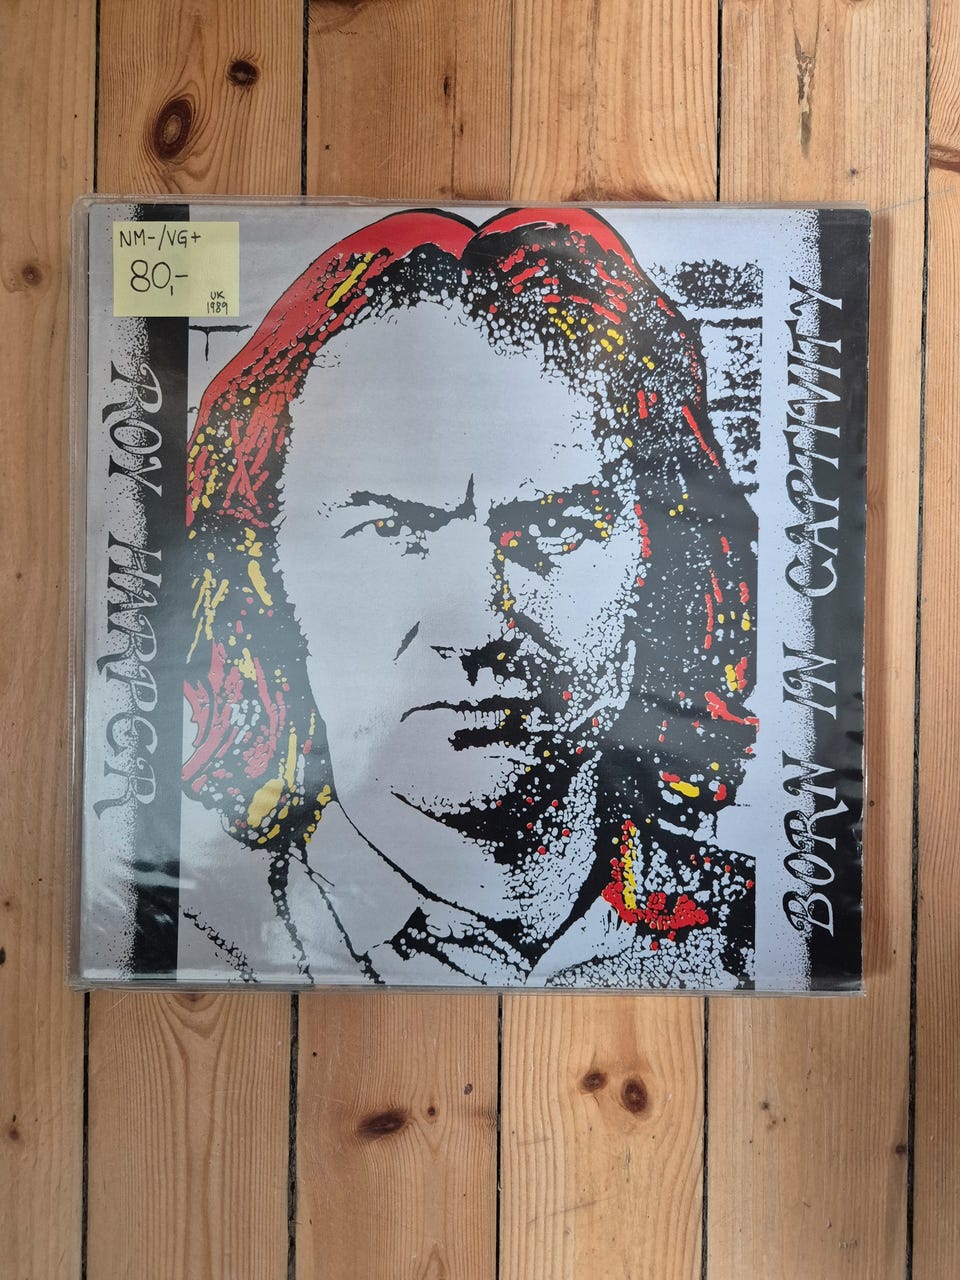 NM-/VG+
80,-
UK
1989
ROY HARPER
BORN IN CAPTIVITY